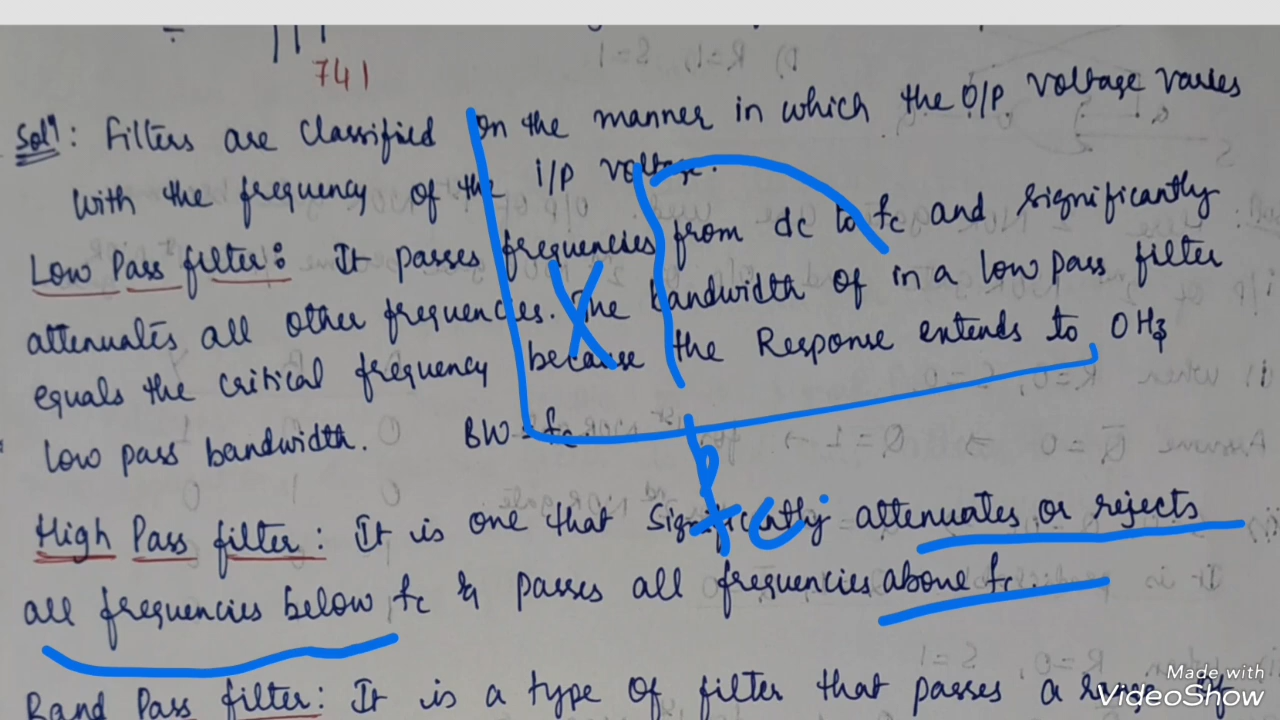 741
Solⁿ: Filters are classified on the manner in which the O/P voltage varies
with the frequency of the i/P voltage.
Low Pass filter: It passes frequencies from dc to fc and significantly
attenuates all other frequencies. The bandwidth of in a low pass filter
equals the critical frequency because the Response extends to OHz
low pass bandwidth. BW = fc.
High Pass filter: It is one that significantly attenuates or rejects
all frequencies below fc & passes all frequencies above fc.
Band Pass filter: It is a type of filter that passes a range of
X
fc
Made with
VideoShow